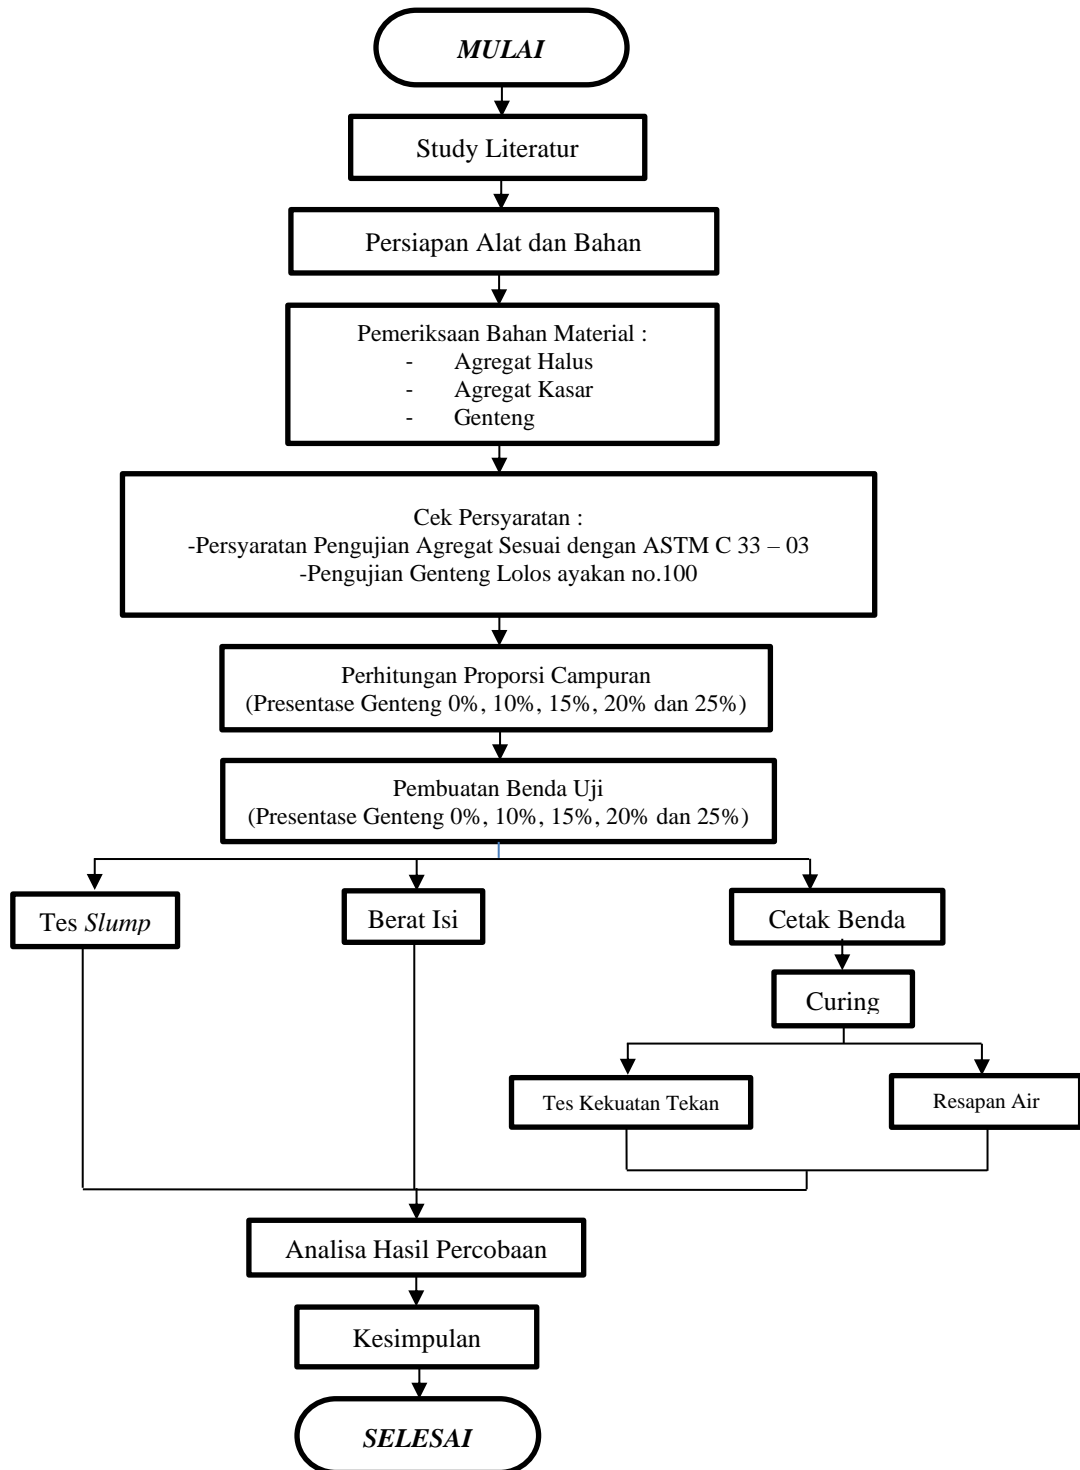 MULAI
Study Literatur
Persiapan Alat dan Bahan
Pemeriksaan Bahan Material :
- Agregat Halus
- Agregat Kasar
- Genteng
Cek Persyaratan :
-Persyaratan Pengujian Agregat Sesuai dengan ASTM C 33 – 03
-Pengujian Genteng Lolos ayakan no.100
Perhitungan Proporsi Campuran
(Presentase Genteng 0%, 10%, 15%, 20% dan 25%)
Pembuatan Benda Uji
(Presentase Genteng 0%, 10%, 15%, 20% dan 25%)
Tes Slump
Berat Isi
Cetak Benda
Curing
Tes Kekuatan Tekan
Resapan Air
Analisa Hasil Percobaan
Kesimpulan
SELESAI